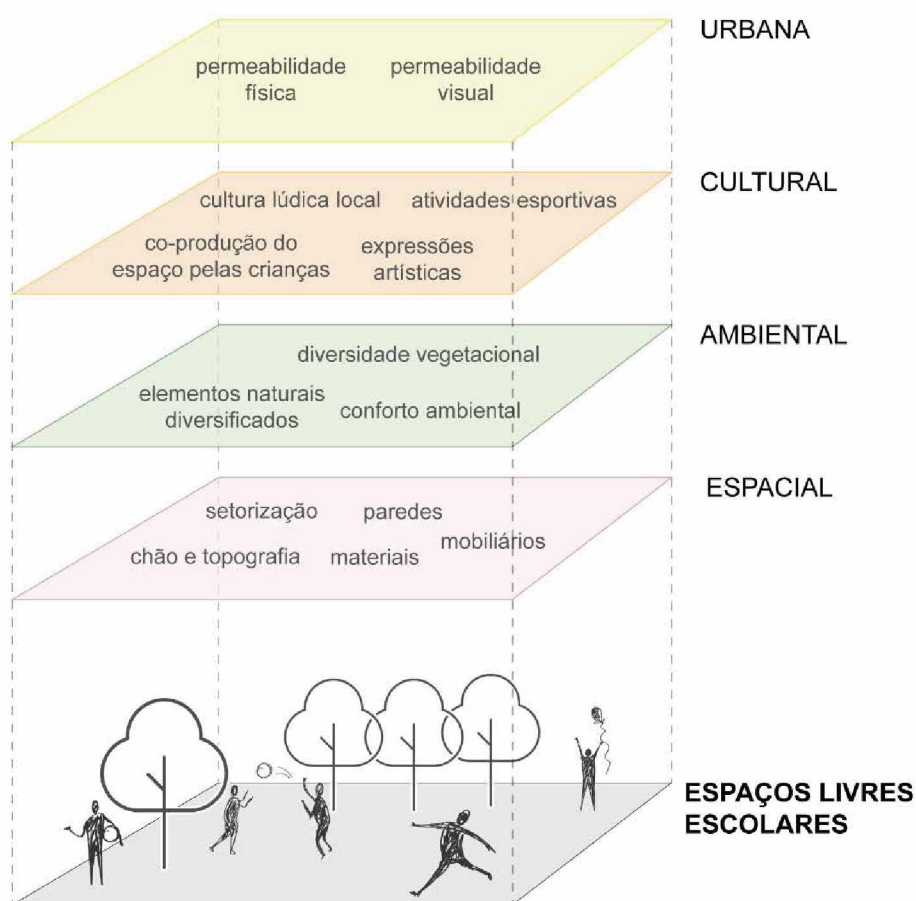 URBANA
permeabilidade
física
permeabilidade
visual
CULTURAL
cultura lúdica local
atividades esportivas
co-produção do
espaço pelas crianças
expressões
artísticas
AMBIENTAL
diversidade vegetacional
elementos naturais
diversificados
conforto ambiental
ESPACIAL
setorização
paredes
mobiliários
chão e topografia
materiais
ESPAÇOS LIVRES
ESCOLARES